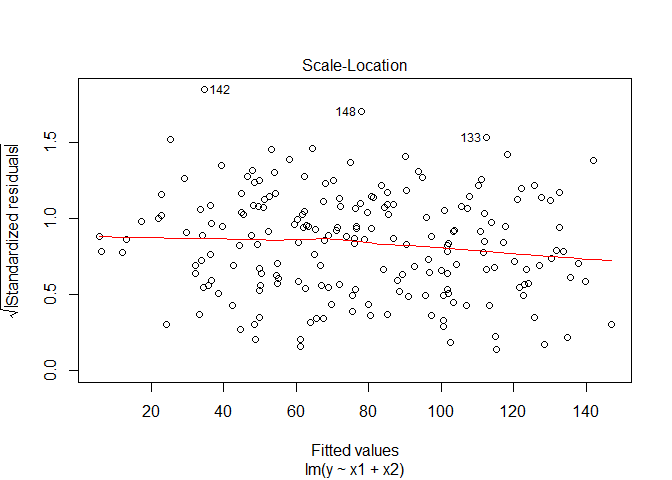 Scale-Location
√|Standardized residuals|
0.0 0.5 1.0 1.5
142
148
133
20 40 60 80 100 120 140
Fitted values
lm(y ~ x1 + x2)